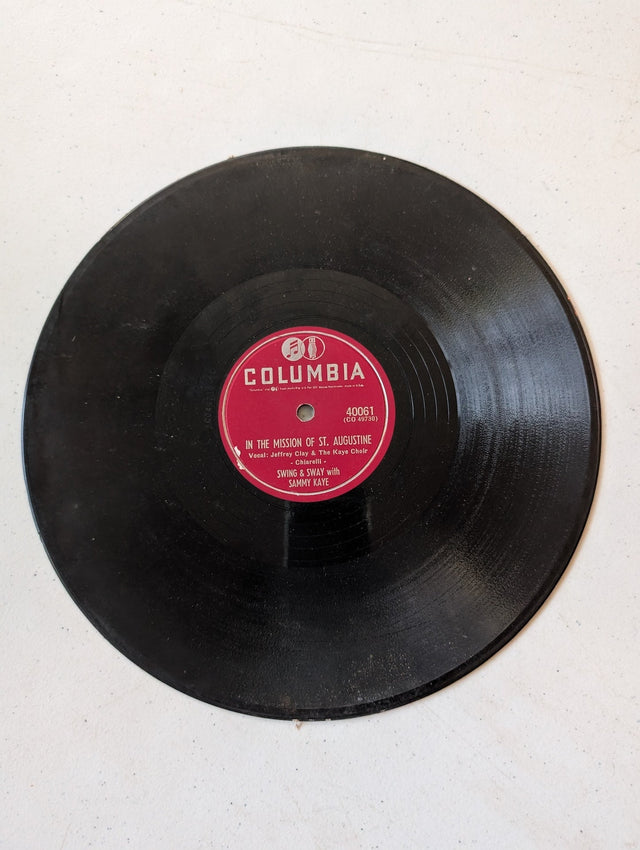 COLUMBIA
40061
(CO 49730)
IN THE MISSION OF ST. AUGUSTINE
Vocal: Jeffrey Clay & The Kaye Choir
- Chiarelli -
SWING & SWAY with
SAMMY KAYE